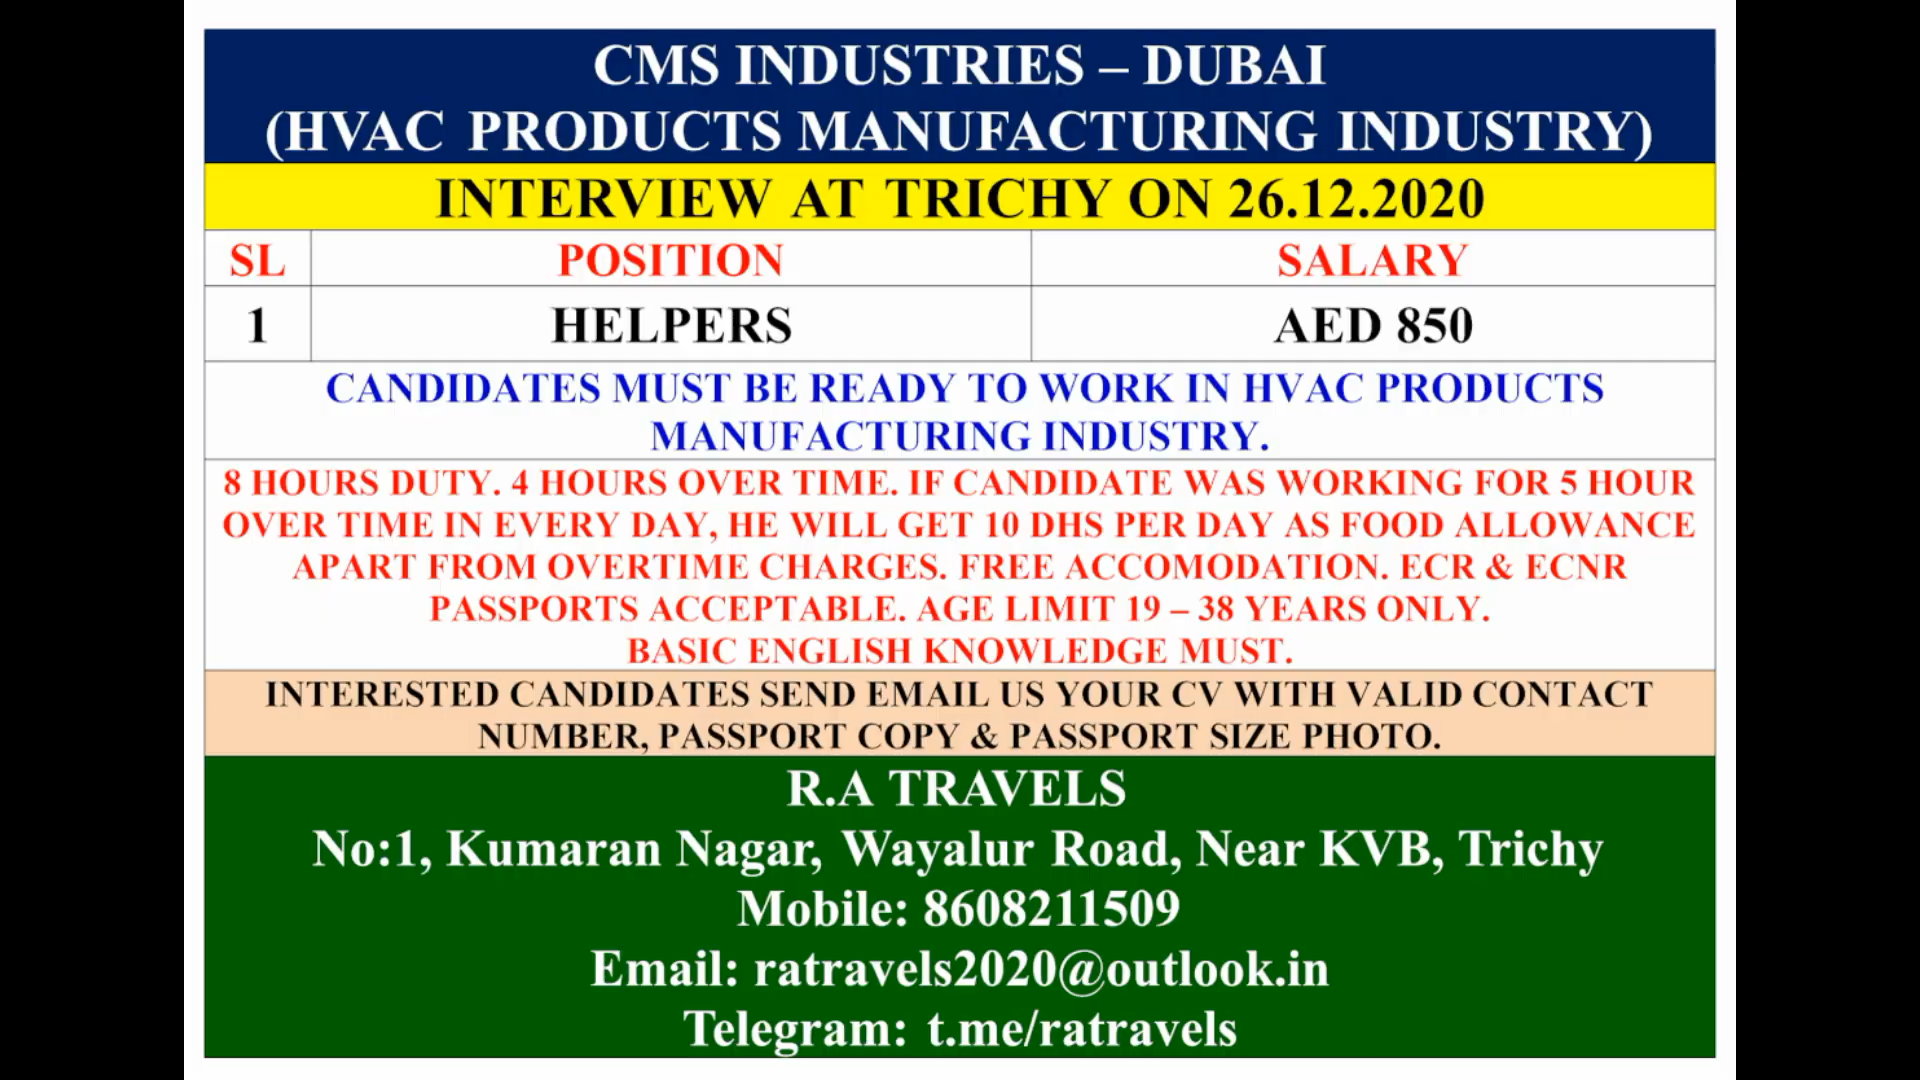 CMS INDUSTRIES – DUBAI
(HVAC PRODUCTS MANUFACTURING INDUSTRY)
INTERVIEW AT TRICHY ON 26.12.2020
SL POSITION SALARY
1 HELPERS AED 850
CANDIDATES MUST BE READY TO WORK IN HVAC PRODUCTS
MANUFACTURING INDUSTRY.
8 HOURS DUTY. 4 HOURS OVER TIME. IF CANDIDATE WAS WORKING FOR 5 HOUR
OVER TIME IN EVERY DAY, HE WILL GET 10 DHS PER DAY AS FOOD ALLOWANCE
APART FROM OVERTIME CHARGES. FREE ACCOMODATION. ECR & ECNR
PASSPORTS ACCEPTABLE. AGE LIMIT 19 – 38 YEARS ONLY.
BASIC ENGLISH KNOWLEDGE MUST.
INTERESTED CANDIDATES SEND EMAIL US YOUR CV WITH VALID CONTACT
NUMBER, PASSPORT COPY & PASSPORT SIZE PHOTO.
R.A TRAVELS
No:1, Kumaran Nagar, Wayalur Road, Near KVB, Trichy
Mobile: 8608211509
Email: ratravels2020@outlook.in
Telegram: t.me/ratravels